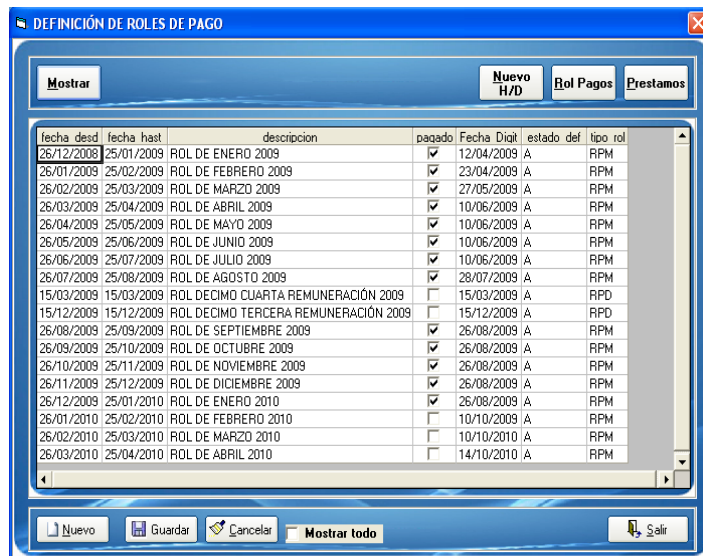 DEFINICIÓN DE ROLES DE PAGO
Mostrar
Nuevo H/D
Rol Pagos
Prestamos
fecha desd fecha hast descripcion pagado Fecha Digit estado def tipo rol
26/12/2008 25/01/2009 ROL DE ENERO 2009 12/04/2009 A RPM
26/01/2009 25/02/2009 ROL DE FEBRERO 2009 23/04/2009 A RPM
26/02/2009 25/03/2009 ROL DE MARZO 2009 27/05/2009 A RPM
26/03/2009 25/04/2009 ROL DE ABRIL 2009 10/06/2009 A RPM
26/04/2009 25/05/2009 ROL DE MAYO 2009 10/06/2009 A RPM
26/05/2009 25/06/2009 ROL DE JUNIO 2009 10/06/2009 A RPM
26/06/2009 25/07/2009 ROL DE JULIO 2009 10/06/2009 A RPM
26/07/2009 25/08/2009 ROL DE AGOSTO 2009 28/07/2009 A RPM
15/03/2009 15/03/2009 ROL DECIMO CUARTA REMUNERACIÓN 2009 15/03/2009 A RPD
15/12/2009 15/12/2009 ROL DECIMO TERCERA REMUNERACIÓN 2009 15/12/2009 A RPD
26/08/2009 25/09/2009 ROL DE SEPTIEMBRE 2009 26/08/2009 A RPM
26/09/2009 25/10/2009 ROL DE OCTUBRE 2009 26/08/2009 A RPM
26/10/2009 25/11/2009 ROL DE NOVIEMBRE 2009 26/08/2009 A RPM
26/11/2009 25/12/2009 ROL DE DICIEMBRE 2009 26/08/2009 A RPM
26/12/2009 25/01/2010 ROL DE ENERO 2010 26/08/2009 A RPM
26/01/2010 25/02/2010 ROL DE FEBRERO 2010 10/10/2009 A RPM
26/02/2010 25/03/2010 ROL DE MARZO 2010 10/10/2010 A RPM
26/03/2010 25/04/2010 ROL DE ABRIL 2010 14/10/2010 A RPM
Nuevo
Guardar
Cancelar
Mostrar todo
Salir